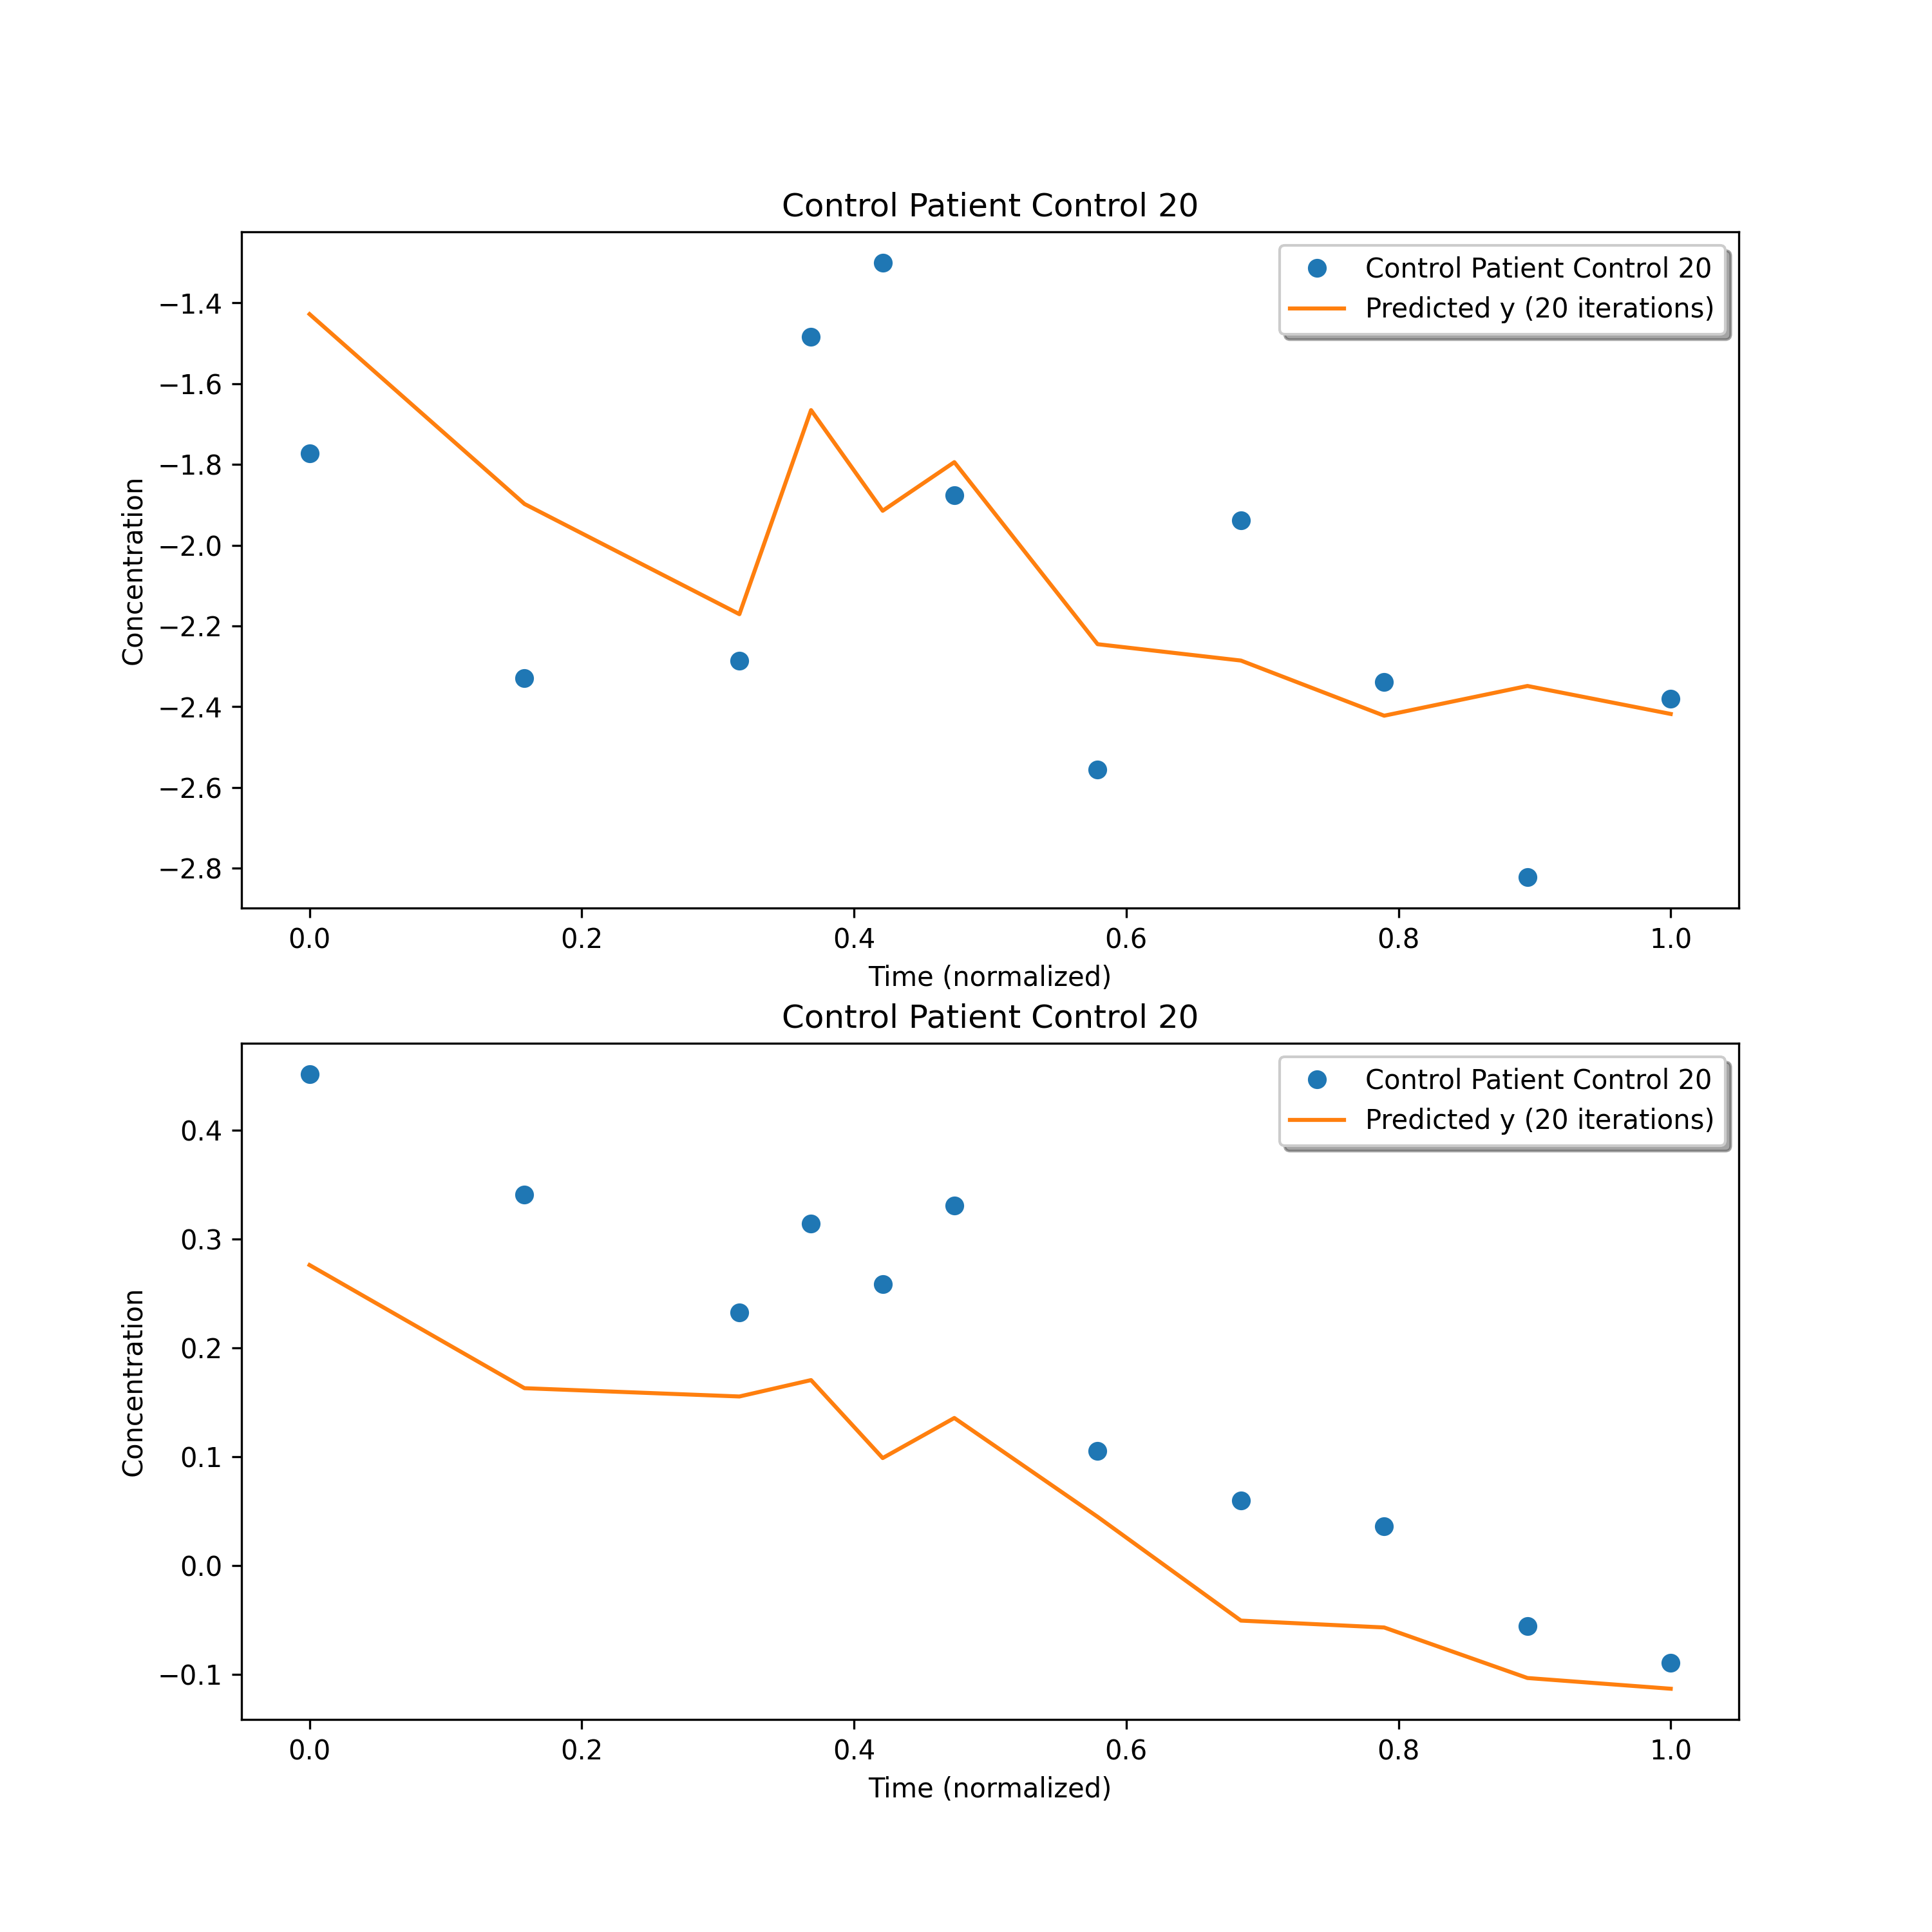 Control Patient Control 20
Control Patient Control 20
Predicted y (20 iterations)
−1.4
−1.6
−1.8
−2.0
−2.2
−2.4
−2.6
−2.8
Concentration
0.0 0.2 0.4 0.6 0.8 1.0
Time (normalized)
Control Patient Control 20
Control Patient Control 20
Predicted y (20 iterations)
0.4
0.3
0.2
0.1
0.0
−0.1
Concentration
0.0 0.2 0.4 0.6 0.8 1.0
Time (normalized)